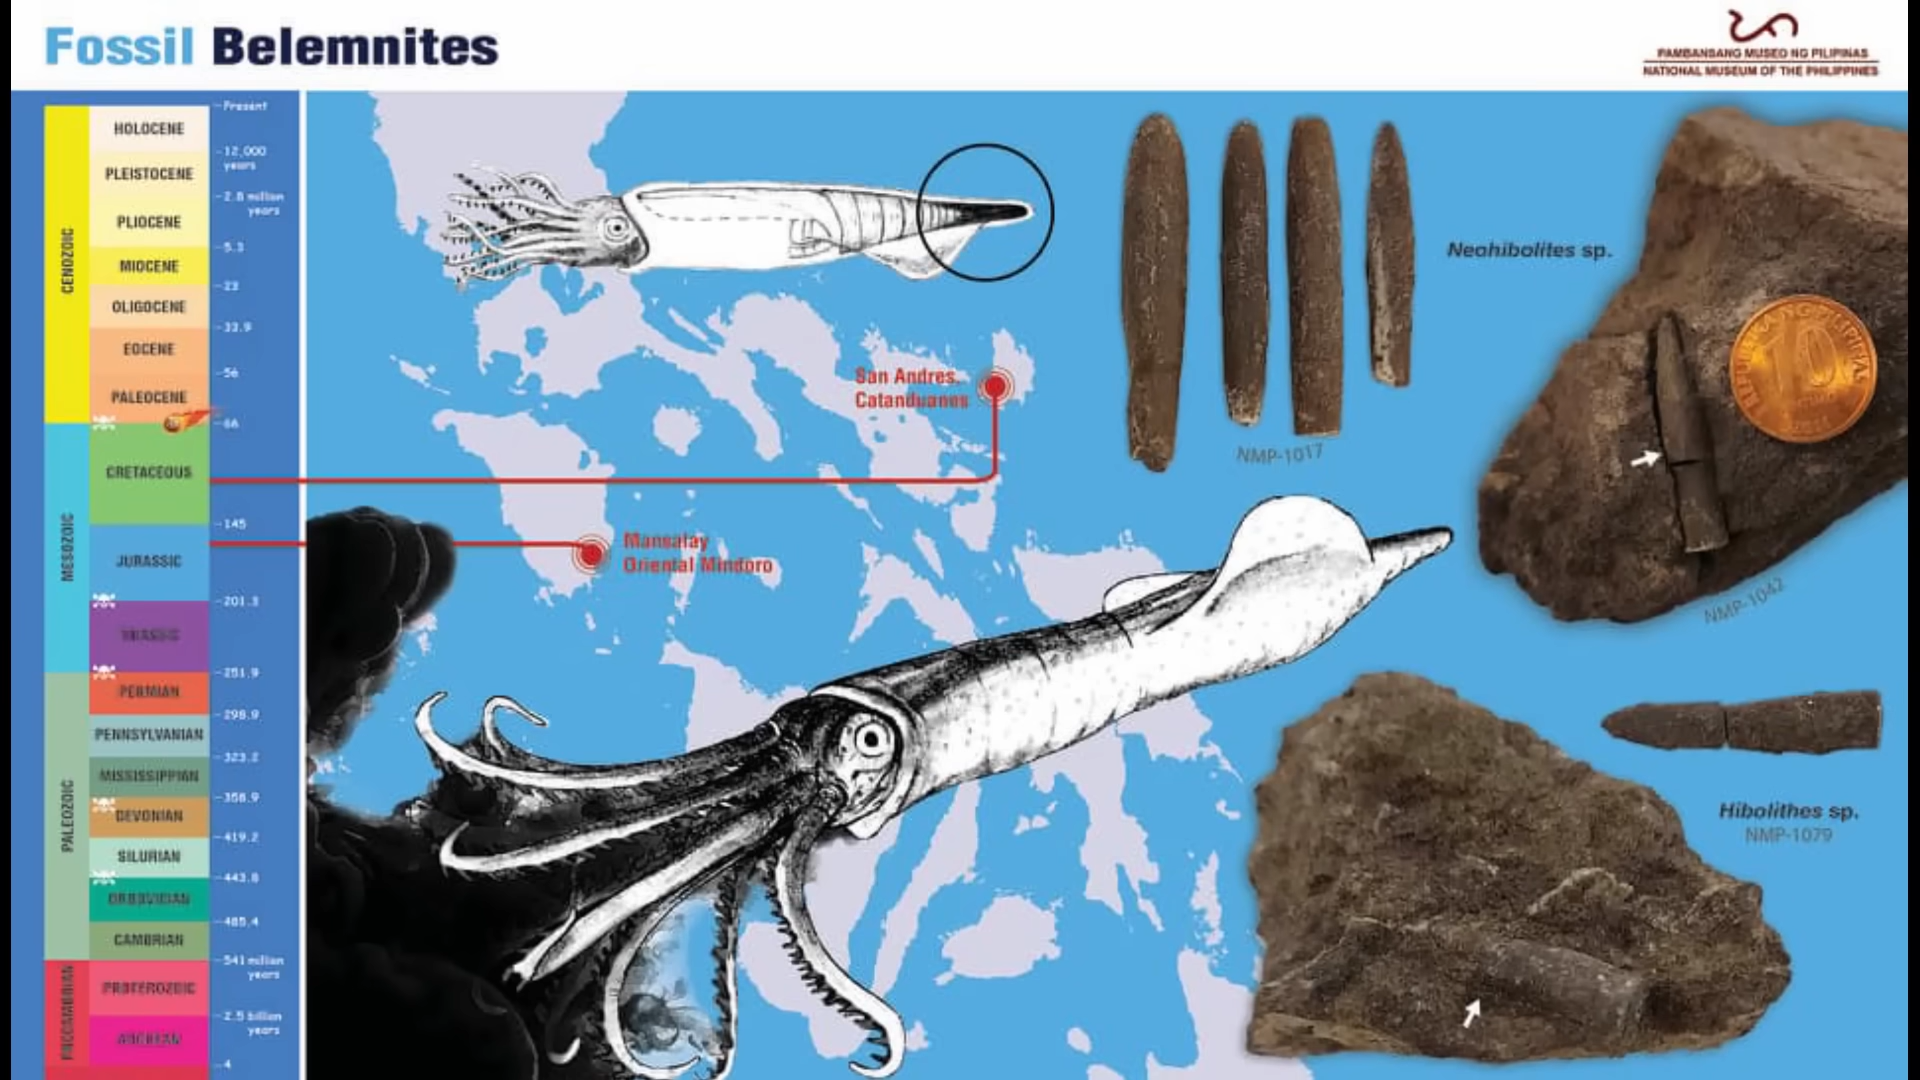 Fossil Belemnites
PAMBANSANG MUSEO NG PILIPINAS
NATIONAL MUSEUM OF THE PHILIPPINES
CENOZOIC
HOLOCENE
PLEISTOCENE
PLIOCENE
MIOCENE
OLIGOCENE
EOCENE
PALEOCENE
MESOZOIC
CRETACEOUS
JURASSIC
TRIASSIC
PALEOZOIC
PERMIAN
PENNSYLVANIAN
MISSISSIPPIAN
DEVONIAN
SILURIAN
ORDOVICIAN
CAMBRIAN
PRECAMBRIAN
PROTEROZOIC
ARCHEAN
Present
12,000
years
2.6 million
years
5.3
23
33.9
56
66
145
201.3
251.9
298.9
323.2
358.9
419.2
443.8
485.4
541 million
years
2.5 billion
years
4
San Andres,
Catanduanes
Mansalay
Oriental Mindoro
NMP-1017
Neohibolites sp.
10
NMP-1042
Hibolithes sp.
NMP-1079